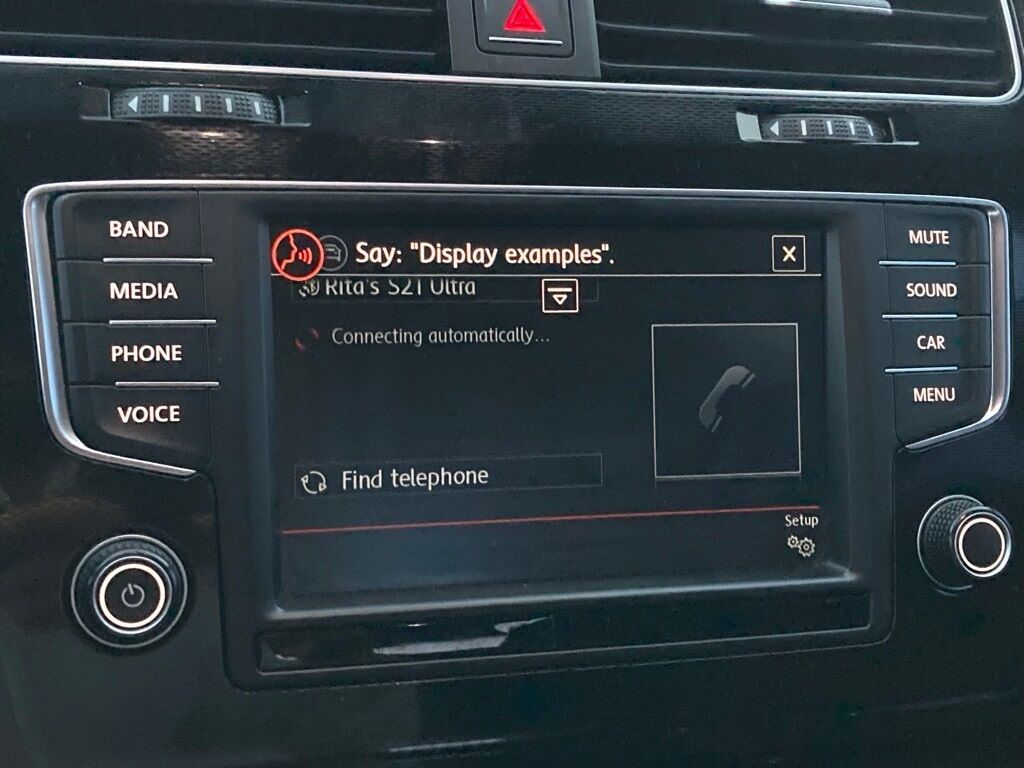 BAND
MEDIA
PHONE
VOICE
Say: "Display examples".
X
Rita's S21 Ultra
Connecting automatically...
Find telephone
Setup
MUTE
SOUND
CAR
MENU